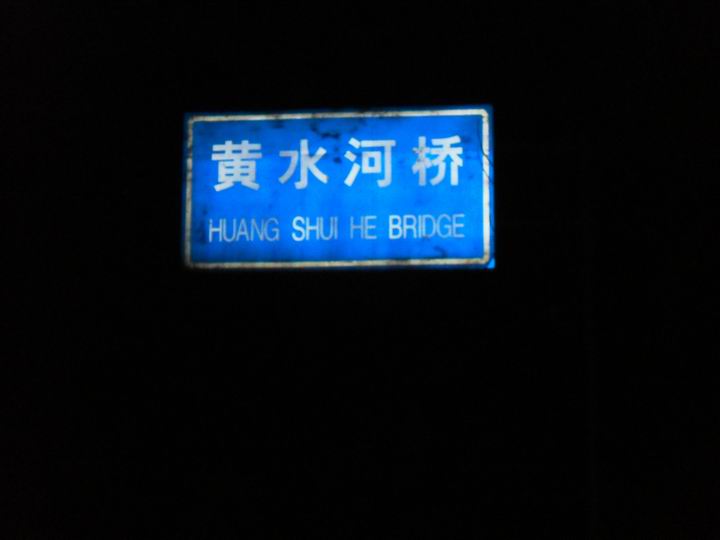 黄水河桥
HUANG SHUI HE BRIDGE